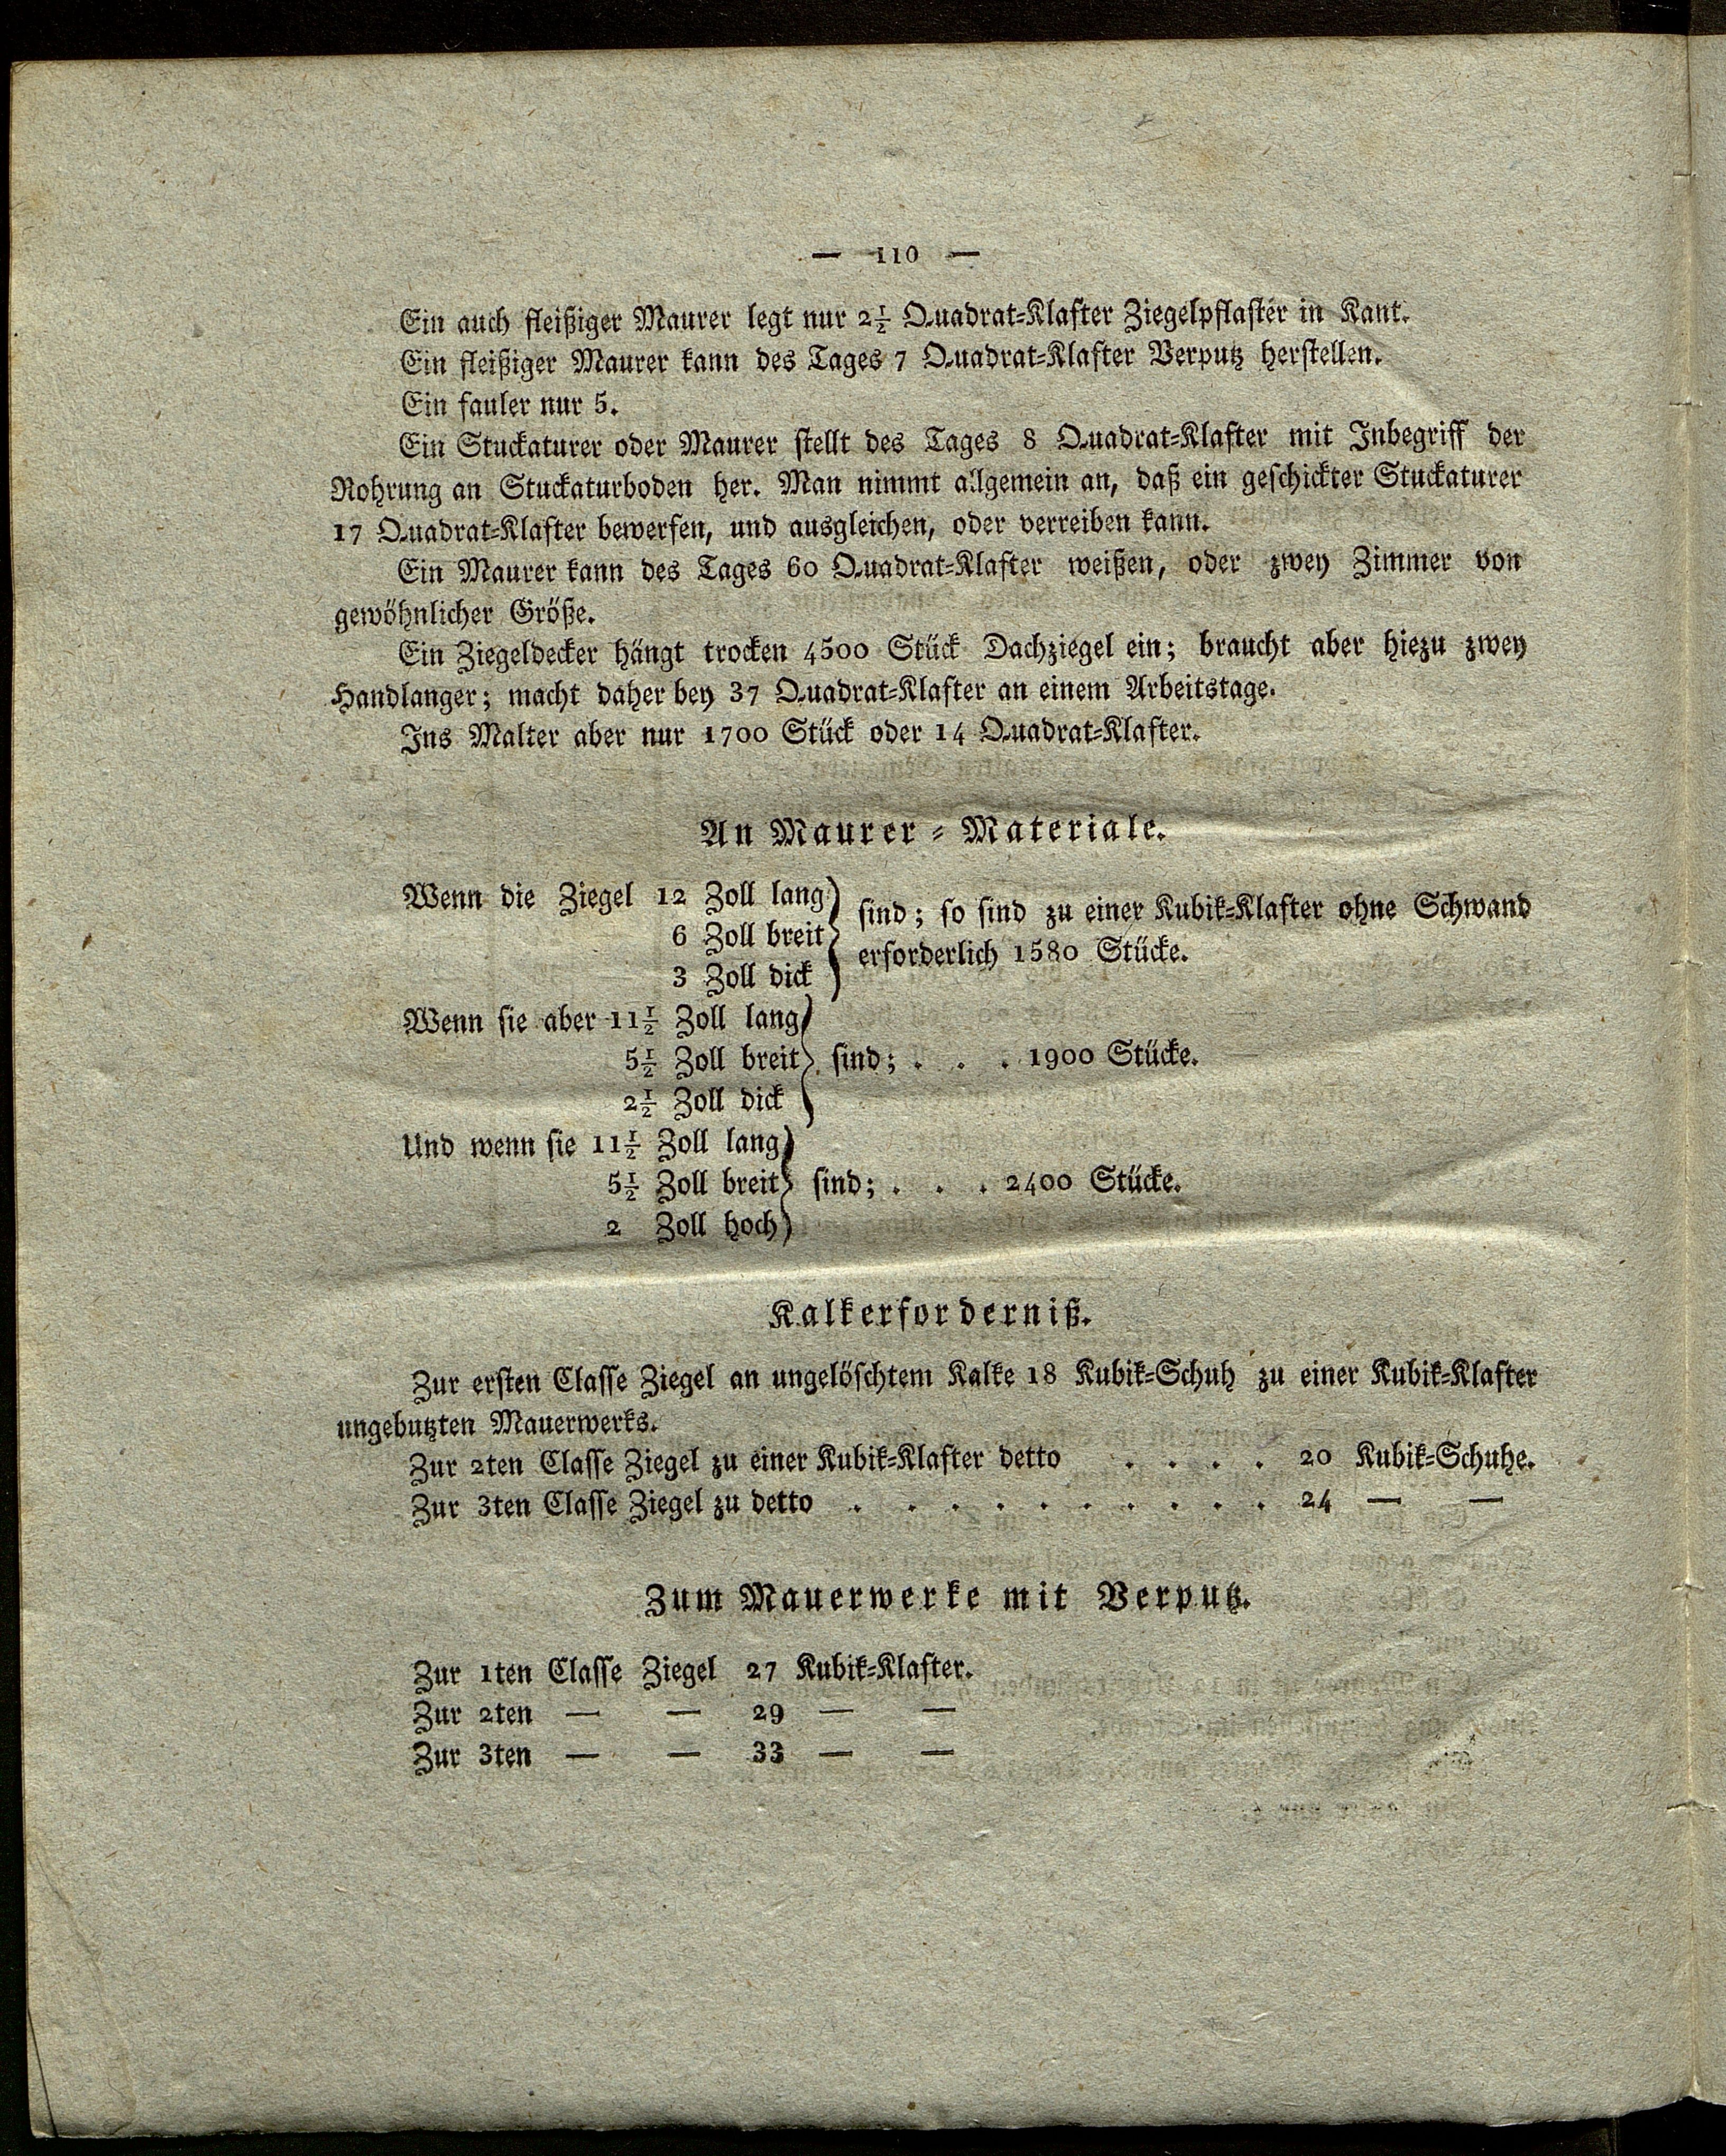 — 110 —
Ein auch fleißiger Maurer legt nur 2½ Quadrat-Klafter Ziegelpflaster in Kant.
Ein fleißiger Maurer kann des Tages 7 Quadrat-Klafter Verputz herstellen.
Ein fauler nur 5.
Ein Stuckaturer oder Maurer stellt des Tages 8 Quadrat-Klafter mit Inbegriff der
Rohrung an Stuckaturboden her. Man nimmt allgemein an, daß ein geschickter Stuckaturer
17 Quadrat-Klafter bewerfen, und ausgleichen, oder verreiben kann.
Ein Maurer kann des Tages 60 Quadrat-Klafter weißen, oder zwey Zimmer von
gewöhnlicher Größe.
Ein Ziegeldecker hängt trocken 4500 Stück Dachziegel ein; braucht aber hiezu zwey
Handlanger; macht daher bey 37 Quadrat-Klafter an einem Arbeitstage.
Ins Malter aber nur 1700 Stück oder 14 Quadrat-Klafter.
An Maurer-Materiale.
Wenn die Ziegel 12 Zoll lang
6 Zoll breit
3 Zoll dick
sind; so sind zu einer Kubik-Klafter ohne Schwand
erforderlich 1580 Stücke.
Wenn sie aber 11½ Zoll lang
5½ Zoll breit } sind; . . . 1900 Stücke.
2½ Zoll dick
Und wenn sie 11½ Zoll lang
5½ Zoll breit } sind; . . . 2400 Stücke.
2 Zoll hoch
Kalkerforderniß.
Zur ersten Classe Ziegel an ungelöschtem Kalke 18 Kubik-Schuh zu einer Kubik-Klafter
ungebutzten Mauerwerks.
Zur 2ten Classe Ziegel zu einer Kubik-Klafter detto . . . . 20 Kubik-Schuhe.
Zur 3ten Classe Ziegel zu detto . . . . . . . . . . 24 — —
Zum Mauerwerke mit Verputz.
Zur 1ten Classe Ziegel 27 Kubik-Klafter.
Zur 2ten — — 29 — —
Zur 3ten — — 33 — —